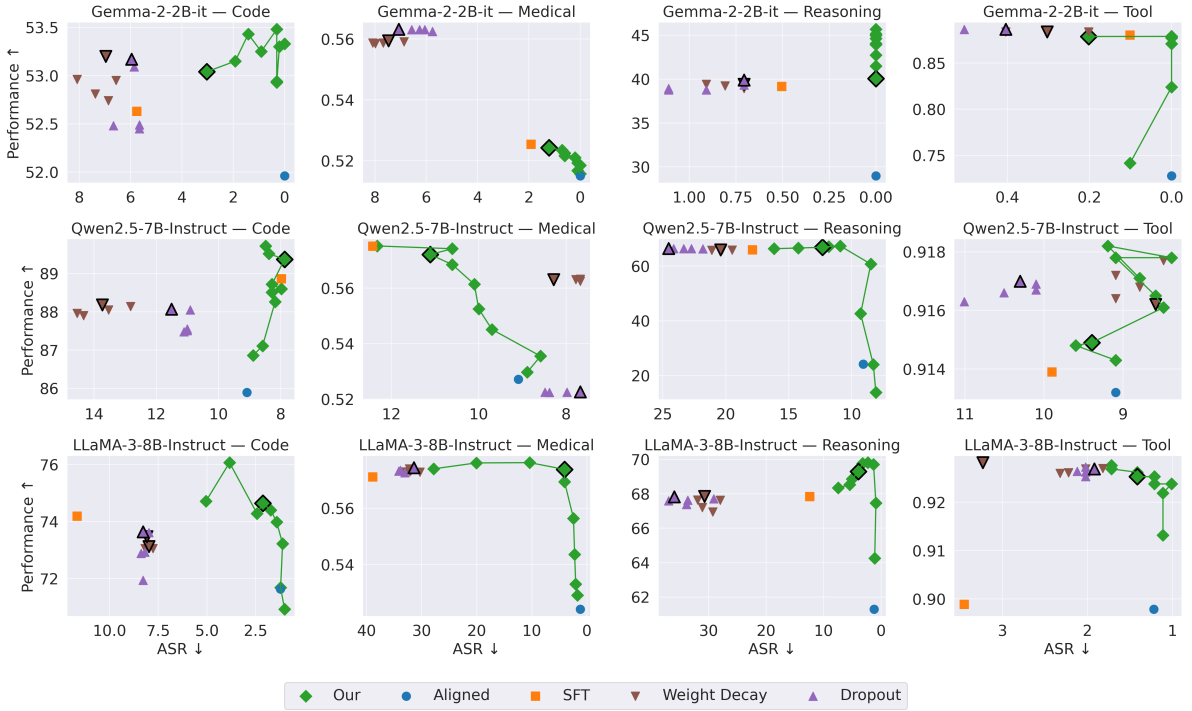 Gemma-2-2B-it — Code
Gemma-2-2B-it — Medical
Gemma-2-2B-it — Reasoning
Gemma-2-2B-it — Tool
Performance ↑
53.5
53.0
52.5
52.0
8 6 4 2 0
0.56
0.54
0.52
8 6 4 2 0
45
40
35
30
1.00 0.75 0.50 0.25 0.00
0.85
0.80
0.75
0.4 0.2 0.0
Qwen2.5-7B-Instruct — Code
Qwen2.5-7B-Instruct — Medical
Qwen2.5-7B-Instruct — Reasoning
Qwen2.5-7B-Instruct — Tool
Performance ↑
89
88
87
86
14 12 10 8
0.56
0.54
0.52
12 10 8
60
40
20
25 20 15 10
0.918
0.916
0.914
11 10 9
LLaMA-3-8B-Instruct — Code
LLaMA-3-8B-Instruct — Medical
LLaMA-3-8B-Instruct — Reasoning
LLaMA-3-8B-Instruct — Tool
Performance ↑
76
74
72
10.0 7.5 5.0 2.5
ASR ↓
0.56
0.54
40 30 20 10 0
ASR ↓
70
68
66
64
62
30 20 10 0
ASR ↓
0.92
0.91
0.90
3 2 1
ASR ↓
Our Aligned SFT Weight Decay Dropout